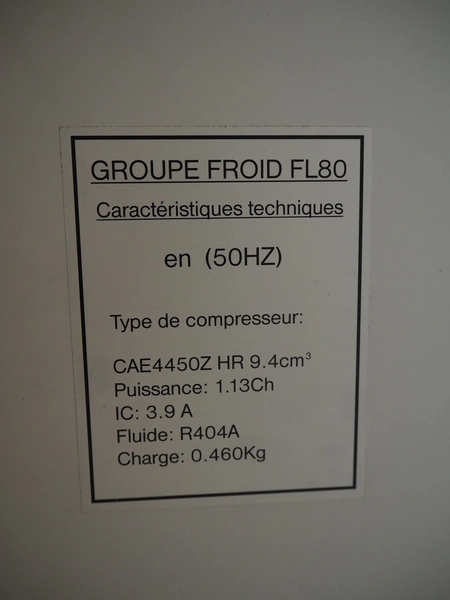 GROUPE FROID FL80
Caractéristiques techniques
en (50HZ)
Type de compresseur:
CAE4450Z HR 9.4cm³
Puissance: 1.13Ch
IC: 3.9 A
Fluide: R404A
Charge: 0.460Kg